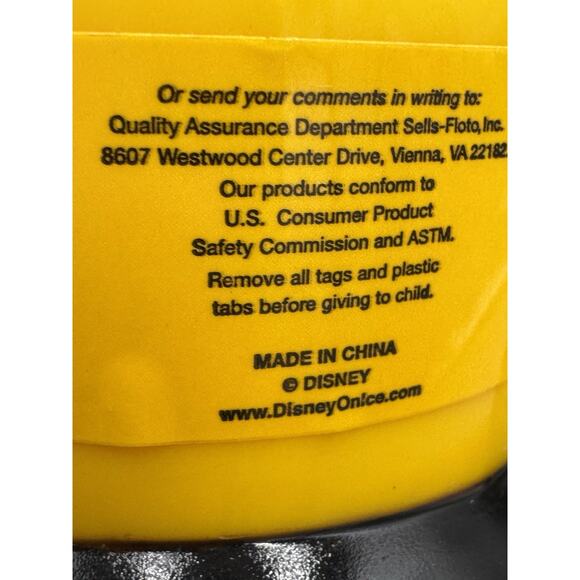 Or send your comments in writing to:
Quality Assurance Department Sells-Floto, Inc.
8607 Westwood Center Drive, Vienna, VA 22182
Our products conform to
U.S. Consumer Product
Safety Commission and ASTM.
Remove all tags and plastic
tabs before giving to child.
MADE IN CHINA
© DISNEY
www.DisneyOnIce.com